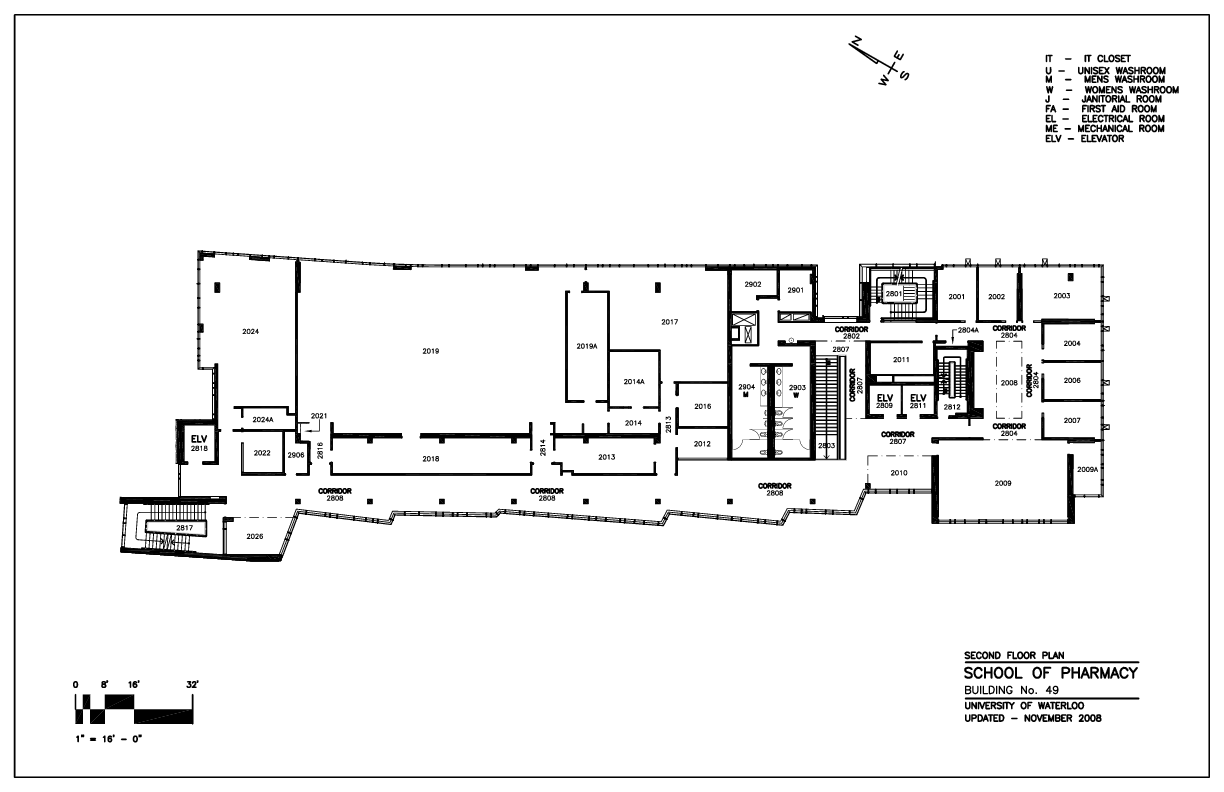 N
E
W
S
IT – IT CLOSET
U – UNISEX WASHROOM
M – MENS WASHROOM
W – WOMENS WASHROOM
J – JANITORIAL ROOM
FA – FIRST AID ROOM
EL – ELECTRICAL ROOM
ME – MECHANICAL ROOM
ELV – ELEVATOR
2902
2901
2801
2001
2002
2003
2024
2019
2019A
2017
CORRIDOR
2802
2804A
CORRIDOR
2804
2807
2004
2011
2014A
2904
M
2903
W
CORRIDOR
2807
ELV
2809
ELV
2811
2812
2008
CORRIDOR
2804
2006
2016
2024A
2021
2014
2813
2007
CORRIDOR
2804
ELV
2818
2022
2906
2816
2018
2814
2013
2012
2803
CORRIDOR
2807
2010
2009
2009A
CORRIDOR
2808
CORRIDOR
2808
CORRIDOR
2808
2817
2026
0 8' 16' 32'
1" = 16' - 0"
SECOND FLOOR PLAN
SCHOOL OF PHARMACY
BUILDING No. 49
UNIVERSITY OF WATERLOO
UPDATED – NOVEMBER 2008